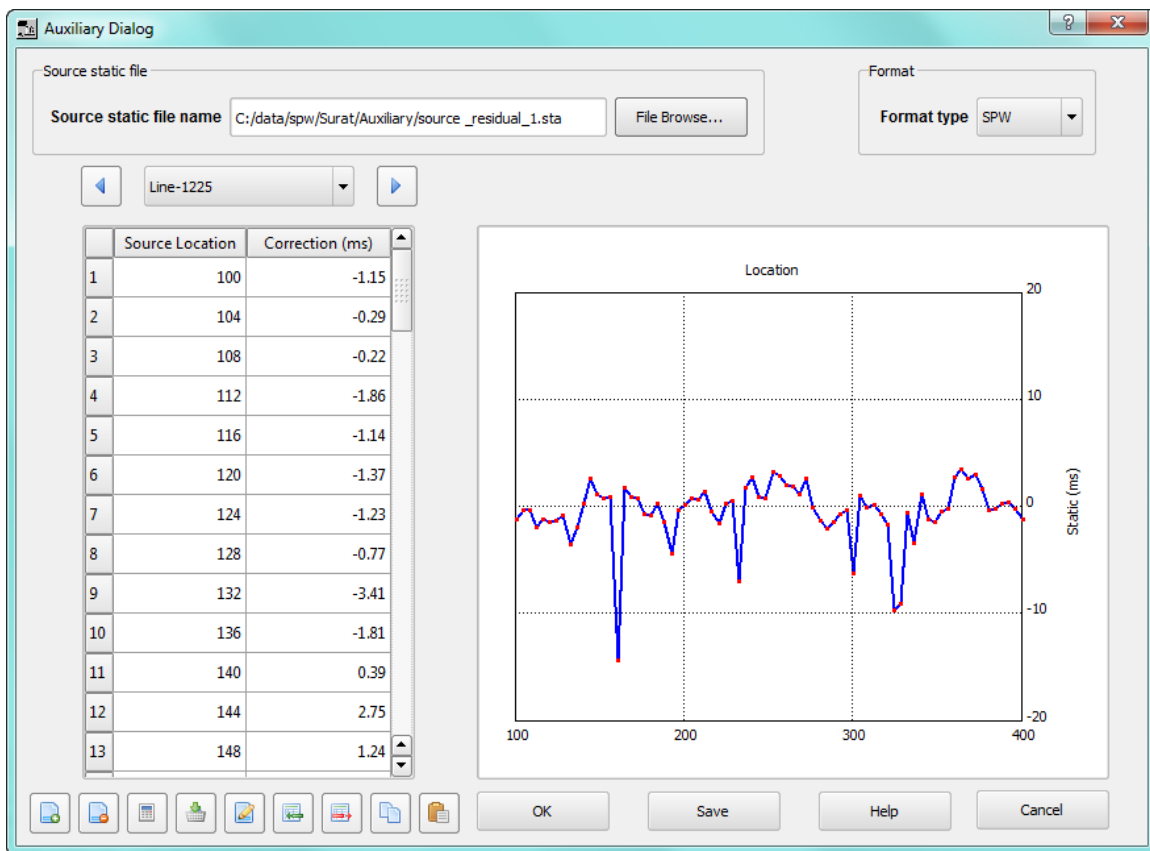 Auxiliary Dialog
Source static file
Format
Source static file name C:/data/spw/Surat/Auxiliary/source _residual_1.sta File Browse...
Format type SPW
Line-1225
Source Location Correction (ms)
1 100 -1.15
2 104 -0.29
3 108 -0.22
4 112 -1.86
5 116 -1.14
6 120 -1.37
7 124 -1.23
8 128 -0.77
9 132 -3.41
10 136 -1.81
11 140 0.39
12 144 2.75
13 148 1.24
Location
20
10
0
-10
-20
Static (ms)
100 200 300 400
OK Save Help Cancel